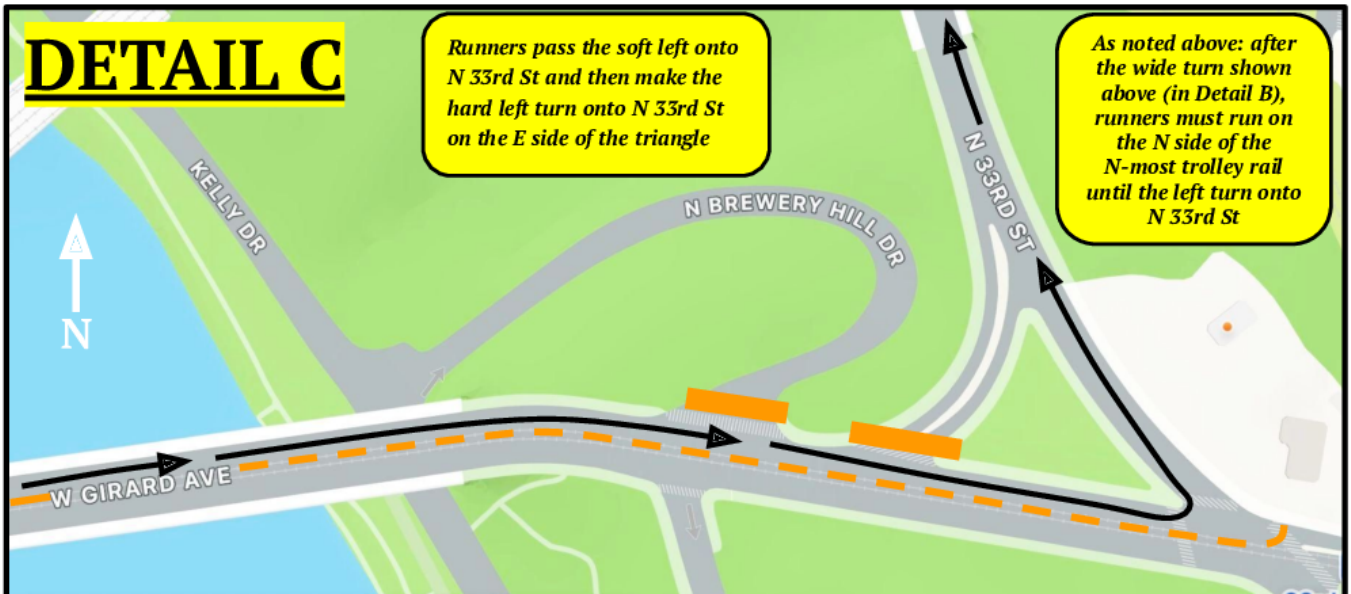 DETAIL C
Runners pass the soft left onto
N 33rd St and then make the
hard left turn onto N 33rd St
on the E side of the triangle
As noted above: after
the wide turn shown
above (in Detail B),
runners must run on
the N side of the
N-most trolley rail
until the left turn onto
N 33rd St
KELLY DR
N BREWERY HILL DR
N 33RD ST
N
W GIRARD AVE